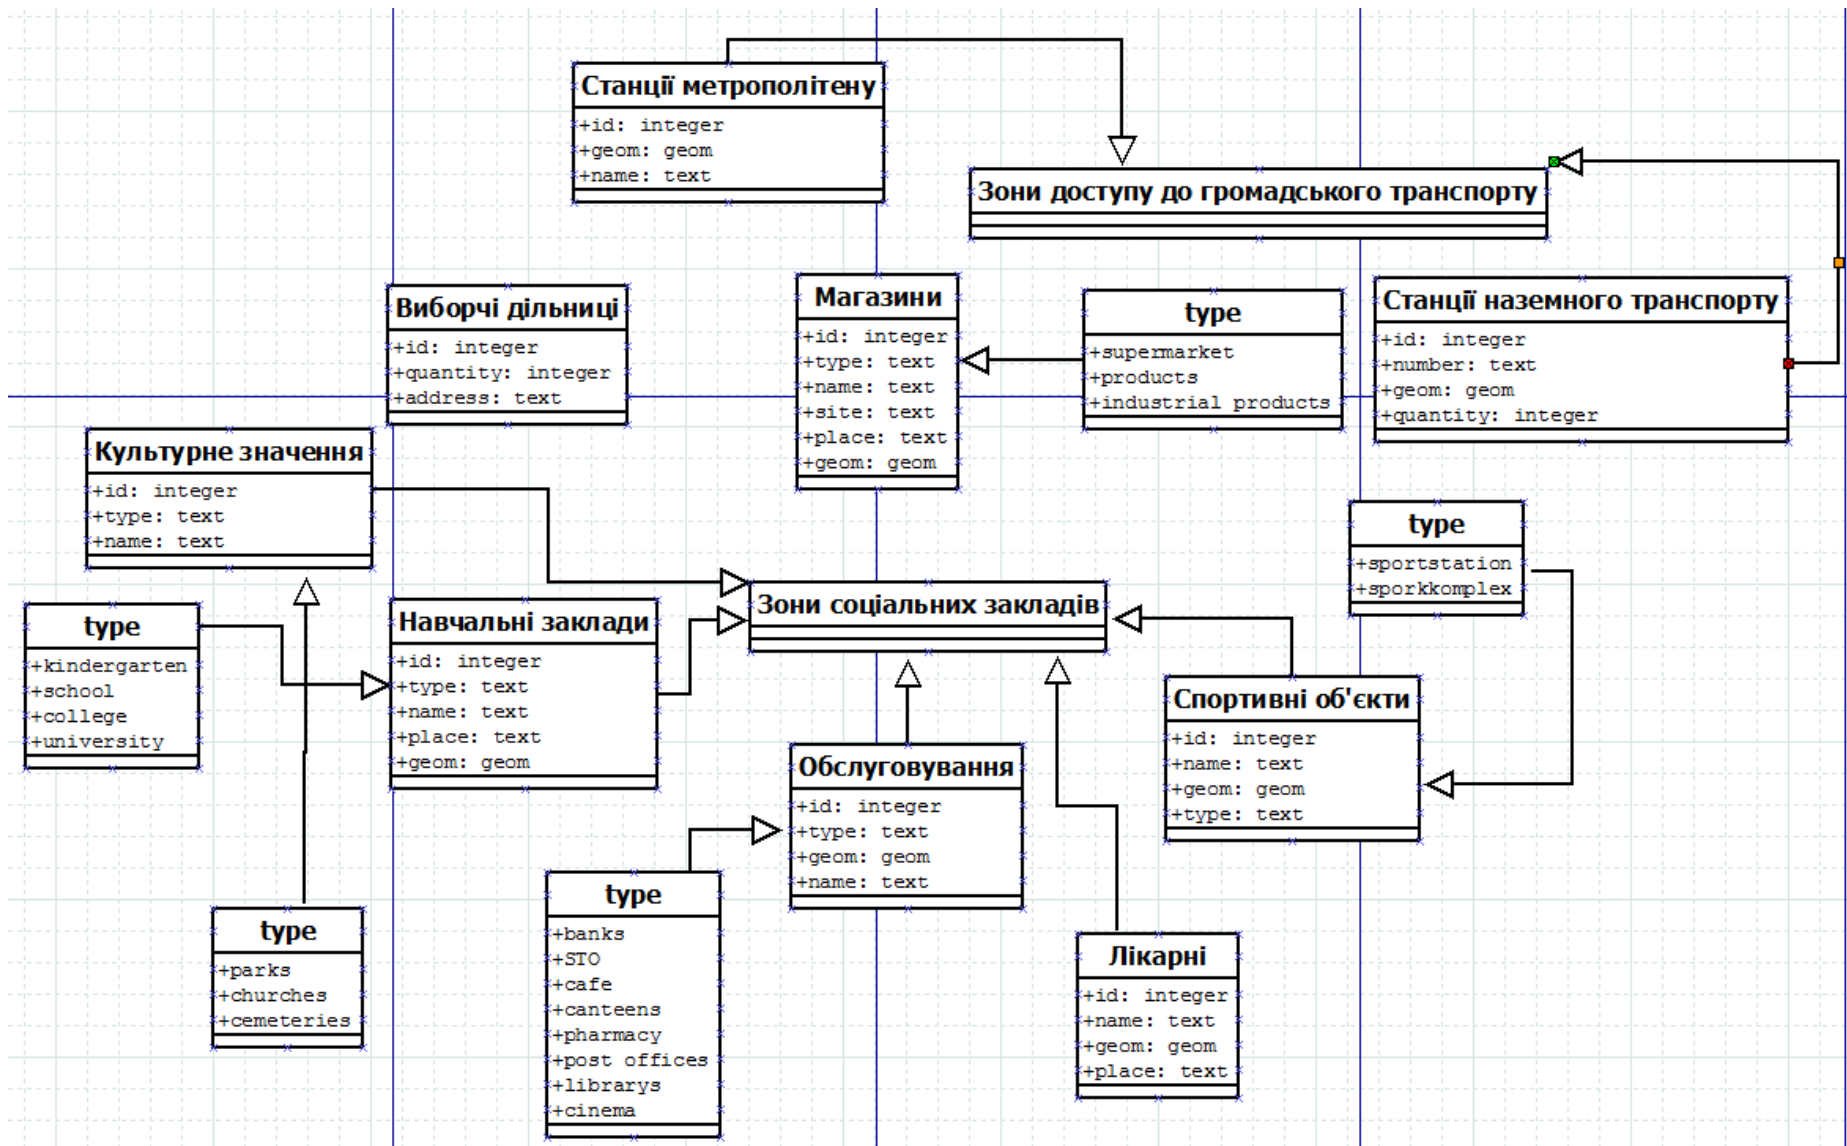 Станції метрополітену
+id: integer
+geom: geom
+name: text
Зони доступу до громадського транспорту
Виборчі дільниці
+id: integer
+quantity: integer
+address: text
Магазини
+id: integer
+type: text
+name: text
+site: text
+place: text
+geom: geom
type
+supermarket
+products
+industrial products
Станції наземного транспорту
+id: integer
+number: text
+geom: geom
+quantity: integer
Культурне значення
+id: integer
+type: text
+name: text
type
+sportstation
+sporkkomplex
type
+kindergarten
+school
+college
+university
Навчальні заклади
+id: integer
+type: text
+name: text
+place: text
+geom: geom
Зони соціальних закладів
Спортивні об'єкти
+id: integer
+name: text
+geom: geom
+type: text
Обслуговування
+id: integer
+type: text
+geom: geom
+name: text
type
+parks
+churches
+cemeteries
type
+banks
+STO
+cafe
+canteens
+pharmacy
+post offices
+librarys
+cinema
Лікарні
+id: integer
+name: text
+geom: geom
+place: text